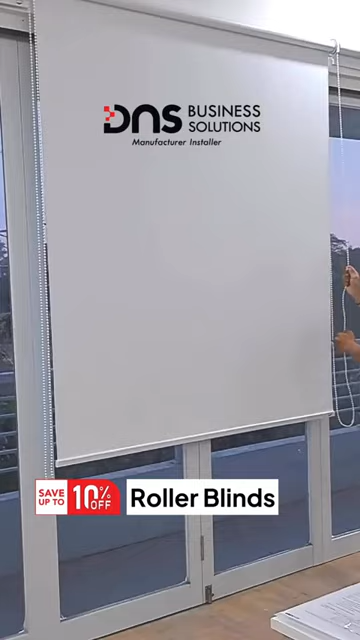 DNS BUSINESS
SOLUTIONS
Manufacturer Installer
SAVE
UP TO
10% OFF
Roller Blinds